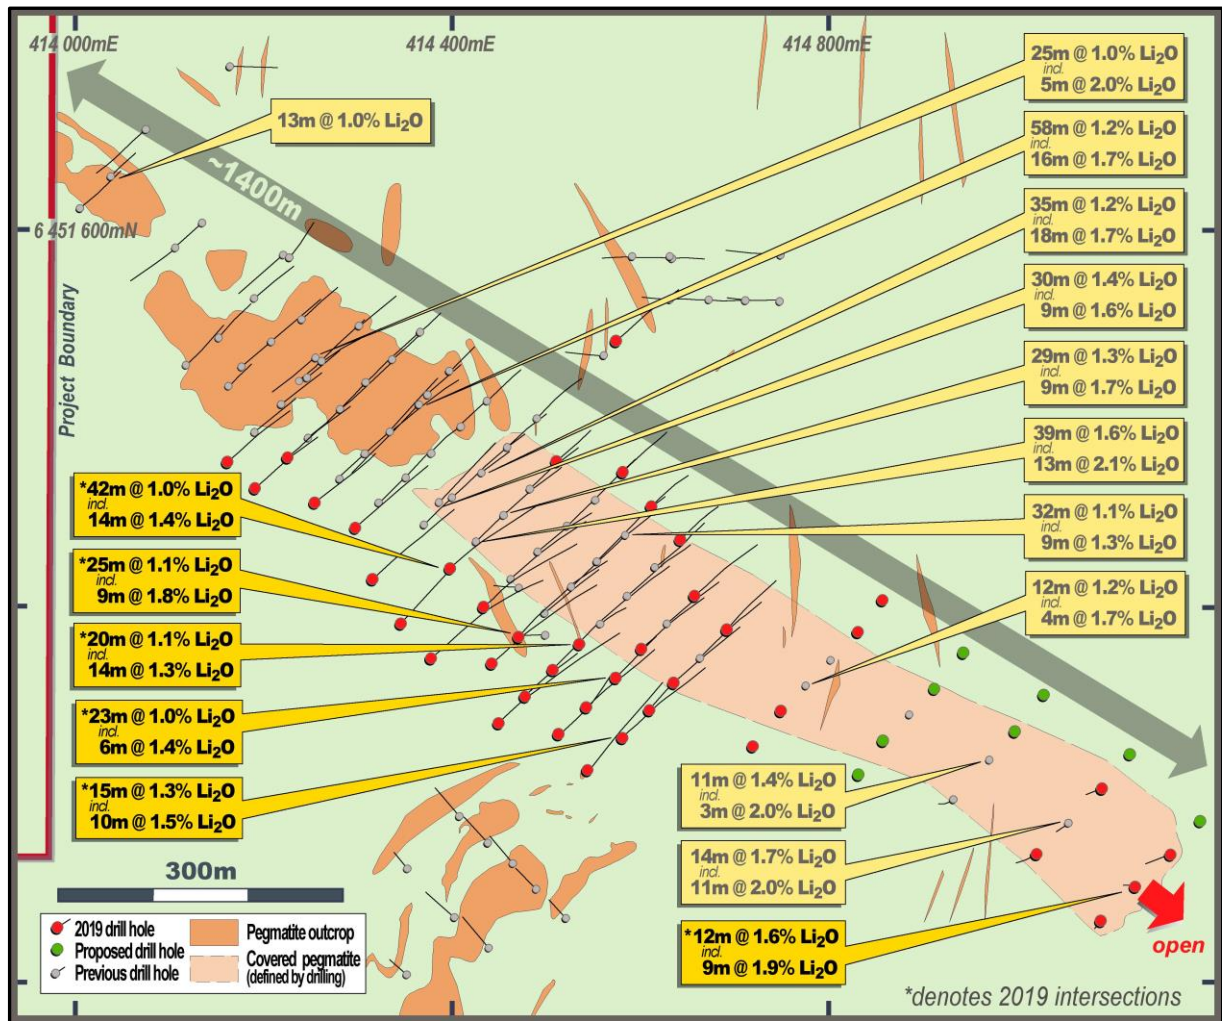 414 000mE
414 400mE
414 800mE
25m @ 1.0% Li₂O
incl.
5m @ 2.0% Li₂O
13m @ 1.0% Li₂O
58m @ 1.2% Li₂O
incl.
16m @ 1.7% Li₂O
~1400m
35m @ 1.2% Li₂O
incl.
18m @ 1.7% Li₂O
6 451 600mN
30m @ 1.4% Li₂O
incl.
9m @ 1.6% Li₂O
Project Boundary
29m @ 1.3% Li₂O
incl.
9m @ 1.7% Li₂O
39m @ 1.6% Li₂O
incl.
13m @ 2.1% Li₂O
*42m @ 1.0% Li₂O
incl.
14m @ 1.4% Li₂O
32m @ 1.1% Li₂O
incl.
9m @ 1.3% Li₂O
*25m @ 1.1% Li₂O
incl.
9m @ 1.8% Li₂O
12m @ 1.2% Li₂O
incl.
4m @ 1.7% Li₂O
*20m @ 1.1% Li₂O
incl.
14m @ 1.3% Li₂O
*23m @ 1.0% Li₂O
incl.
6m @ 1.4% Li₂O
*15m @ 1.3% Li₂O
incl.
10m @ 1.5% Li₂O
11m @ 1.4% Li₂O
incl.
3m @ 2.0% Li₂O
14m @ 1.7% Li₂O
incl.
11m @ 2.0% Li₂O
*12m @ 1.6% Li₂O
incl.
9m @ 1.9% Li₂O
open
300m
2019 drill hole
Proposed drill hole
Previous drill hole
Pegmatite outcrop
Covered pegmatite
(defined by drilling)
*denotes 2019 intersections